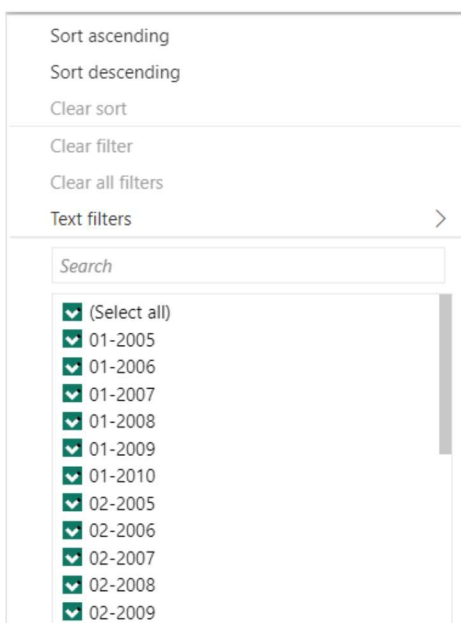 Sort ascending
Sort descending
Clear sort
Clear filter
Clear all filters
Text filters
Search
(Select all)
01-2005
01-2006
01-2007
01-2008
01-2009
01-2010
02-2005
02-2006
02-2007
02-2008
02-2009